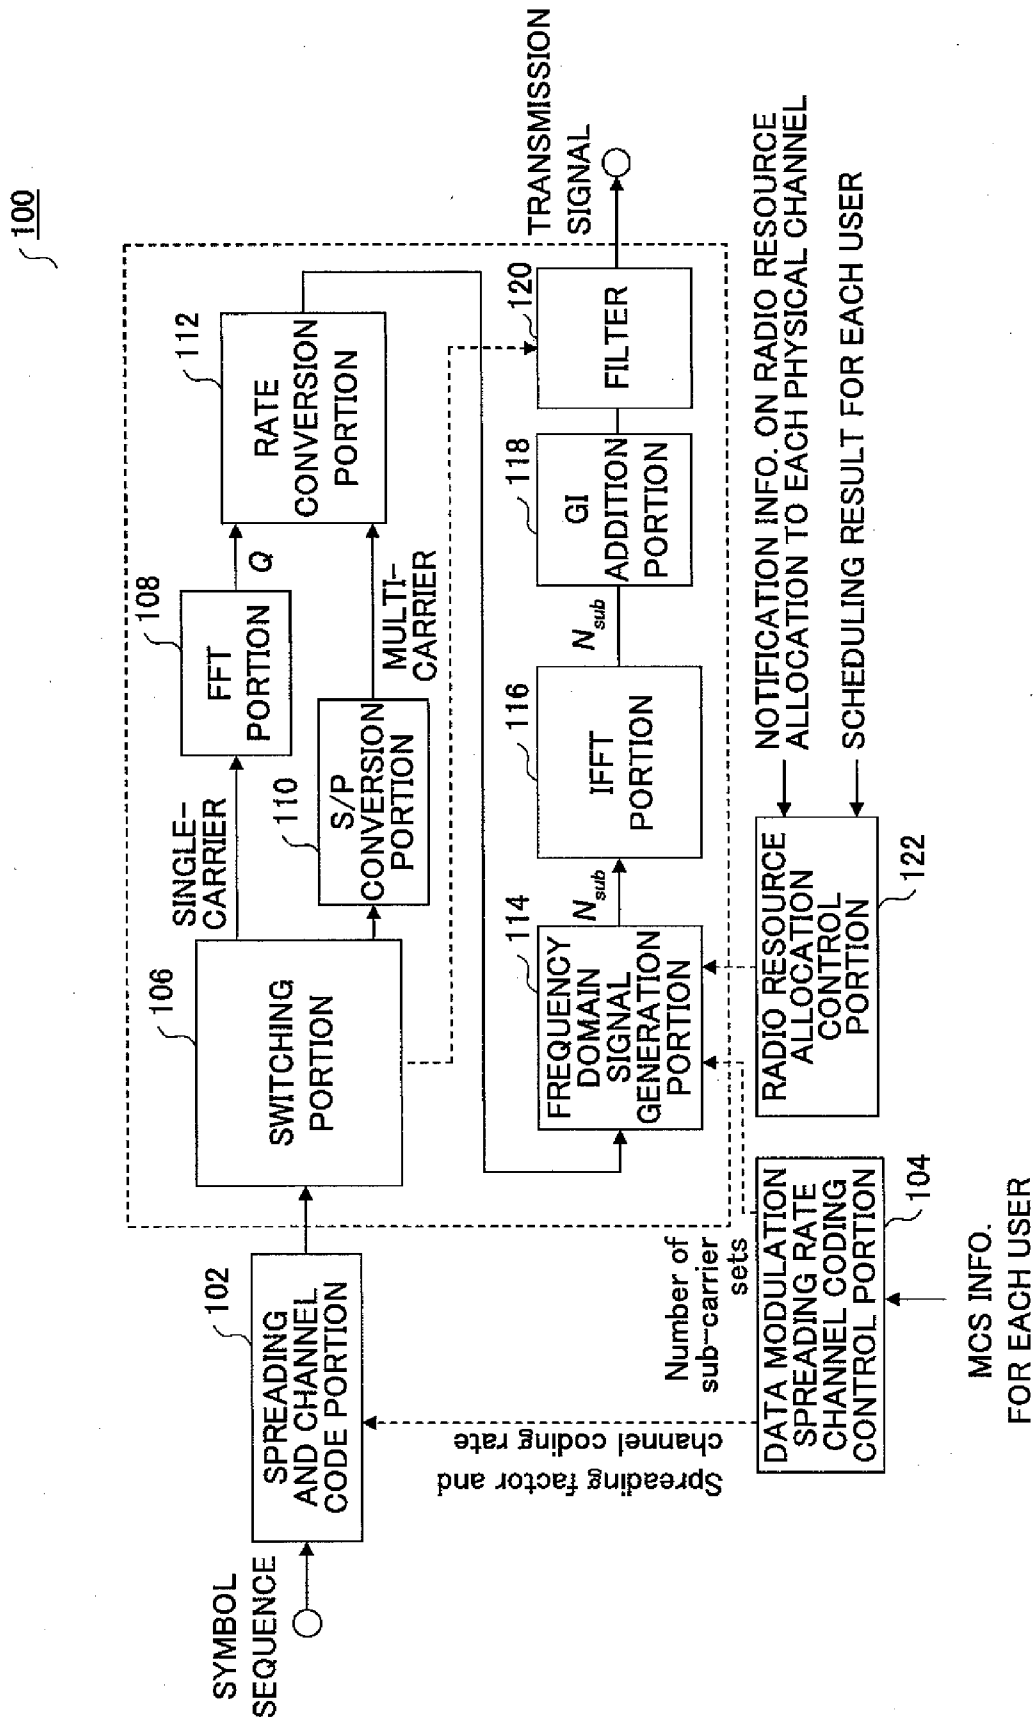 100
SYMBOL
SEQUENCE
102
SPREADING
AND CHANNEL
CODE PORTION
106
SWITCHING
PORTION
SINGLE-
CARRIER
108
FFT
PORTION
Q
110
S/P
CONVERSION
PORTION
MULTI-
CARRIER
112
RATE
CONVERSION
PORTION
114
FREQUENCY
DOMAIN
SIGNAL
GENERATION
PORTION
Nsub
116
IFFT
PORTION
Nsub
118
GI
ADDITION
PORTION
120
FILTER
TRANSMISSION
SIGNAL
Spreading factor and
channel coding rate
Number of
sub-carrier
sets
DATA MODULATION
SPREADING RATE
CHANNEL CODING
CONTROL PORTION
104
MCS INFO.
FOR EACH USER
RADIO RESOURCE
ALLOCATION
CONTROL
PORTION
122
NOTIFICATION INFO. ON RADIO RESOURCE
ALLOCATION TO EACH PHYSICAL CHANNEL
SCHEDULING RESULT FOR EACH USER